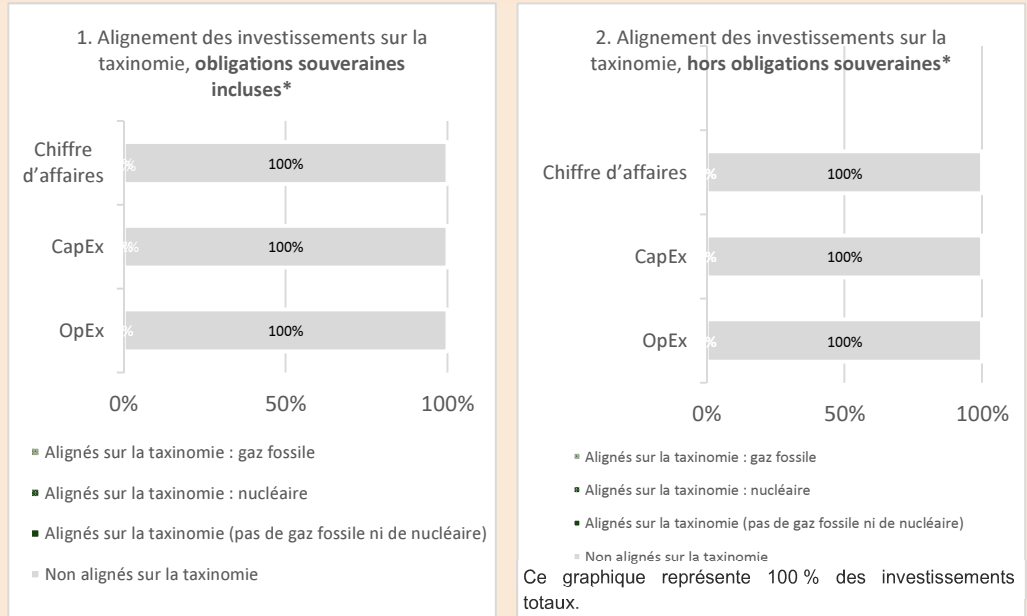 1. Alignement des investissements sur la
taxinomie, obligations souveraines
incluses*
Chiffre
d’affaires
100%
CapEx
100%
OpEx
100%
0% 50% 100%
Alignés sur la taxinomie : gaz fossile
Alignés sur la taxinomie : nucléaire
Alignés sur la taxinomie (pas de gaz fossile ni de nucléaire)
Non alignés sur la taxinomie
2. Alignement des investissements sur la
taxinomie, hors obligations souveraines*
Chiffre d’affaires
100%
CapEx
100%
OpEx
100%
0% 50% 100%
Alignés sur la taxinomie : gaz fossile
Alignés sur la taxinomie : nucléaire
Alignés sur la taxinomie (pas de gaz fossile ni de nucléaire)
Non alignés sur la taxinomie
Ce graphique représente 100 % des investissements
totaux.